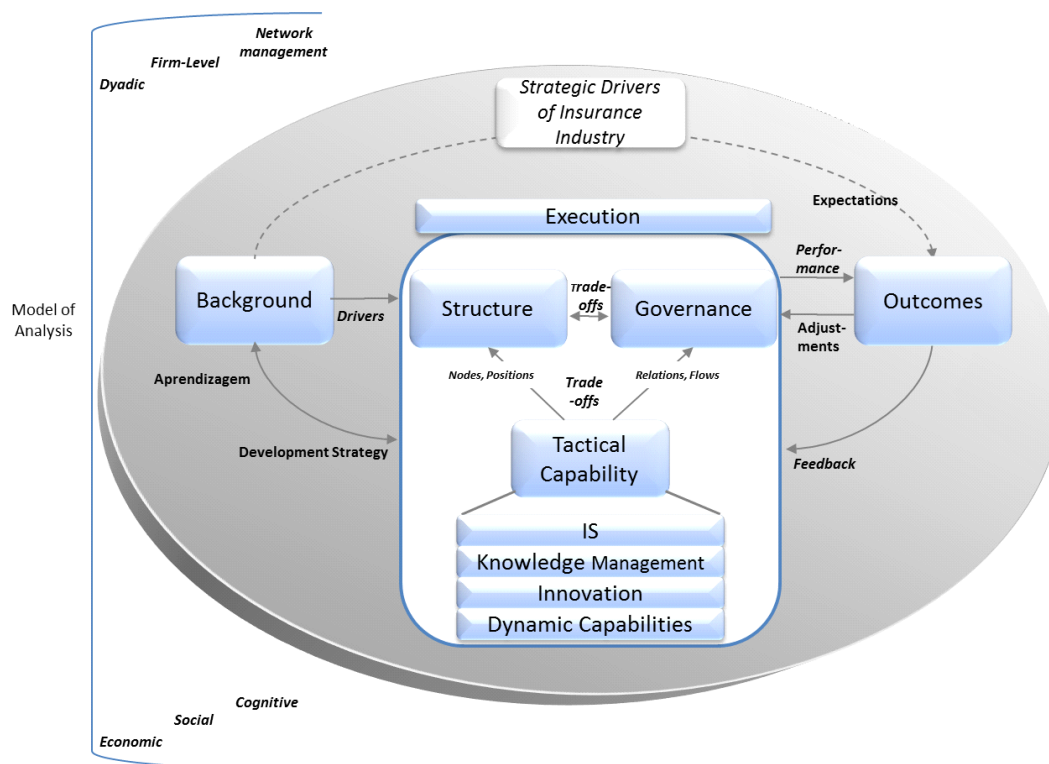 Network
management
Firm-Level
Dyadic
Strategic Drivers
of Insurance
Industry
Expectations
Execution
Perfor-
mance
Background
Drivers
Structure
Trade-
offs
Governance
Outcomes
Adjust-
ments
Model of
Analysis
Aprendizagem
Nodes, Positions
Trade
-offs
Relations, Flows
Development Strategy
Tactical
Capability
Feedback
IS
Knowledge Management
Innovation
Dynamic Capabilities
Cognitive
Social
Economic